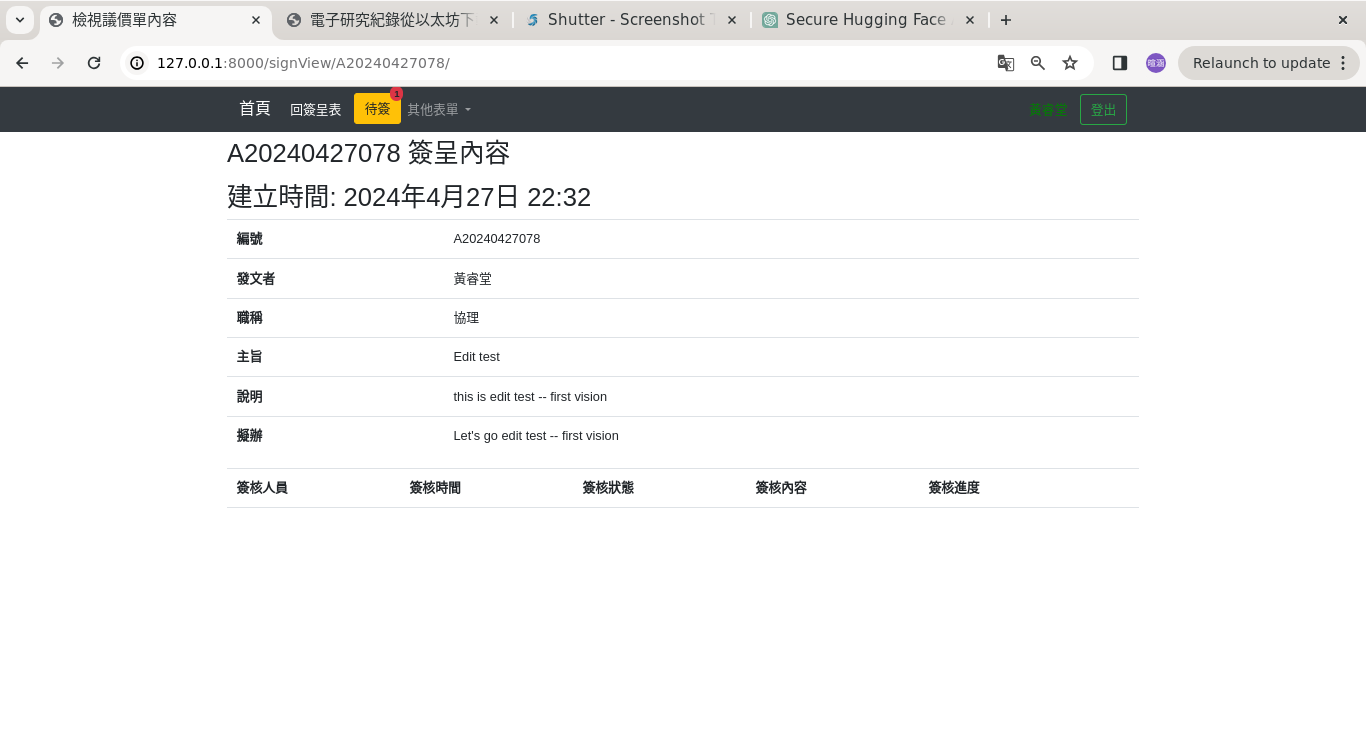 檢視議價單內容
電子研究紀錄從以太坊下
Shutter - Screenshot T
Secure Hugging Face
127.0.0.1:8000/signView/A20240427078/
喧涵
Relaunch to update
首頁 回簽呈表 待簽 1 其他表單 黃睿堂 登出
A20240427078 簽呈內容
建立時間: 2024年4月27日 22:32
編號 A20240427078
發文者 黃睿堂
職稱 協理
主旨 Edit test
說明 this is edit test -- first vision
擬辦 Let's go edit test -- first vision
簽核人員 簽核時間 簽核狀態 簽核內容 簽核進度